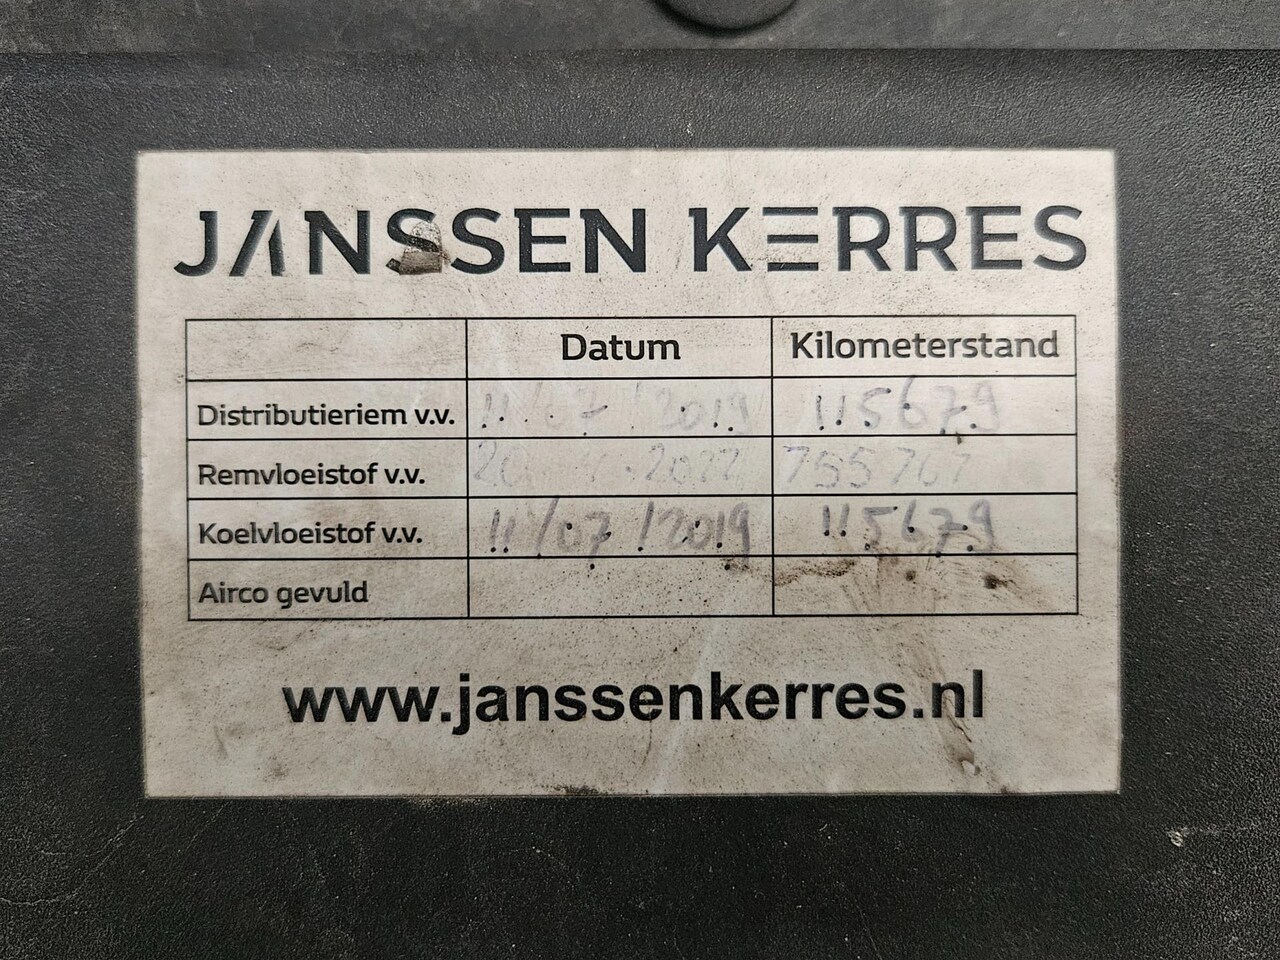 JANSSEN KERRES
Datum Kilometerstand
Distributieriem v.v. 11/07/2019 115679
Remvloeistof v.v. 2022
Koelvloeistof v.v. 11/07/2019 115679
Airco gevuld
www.janssenkerres.nl